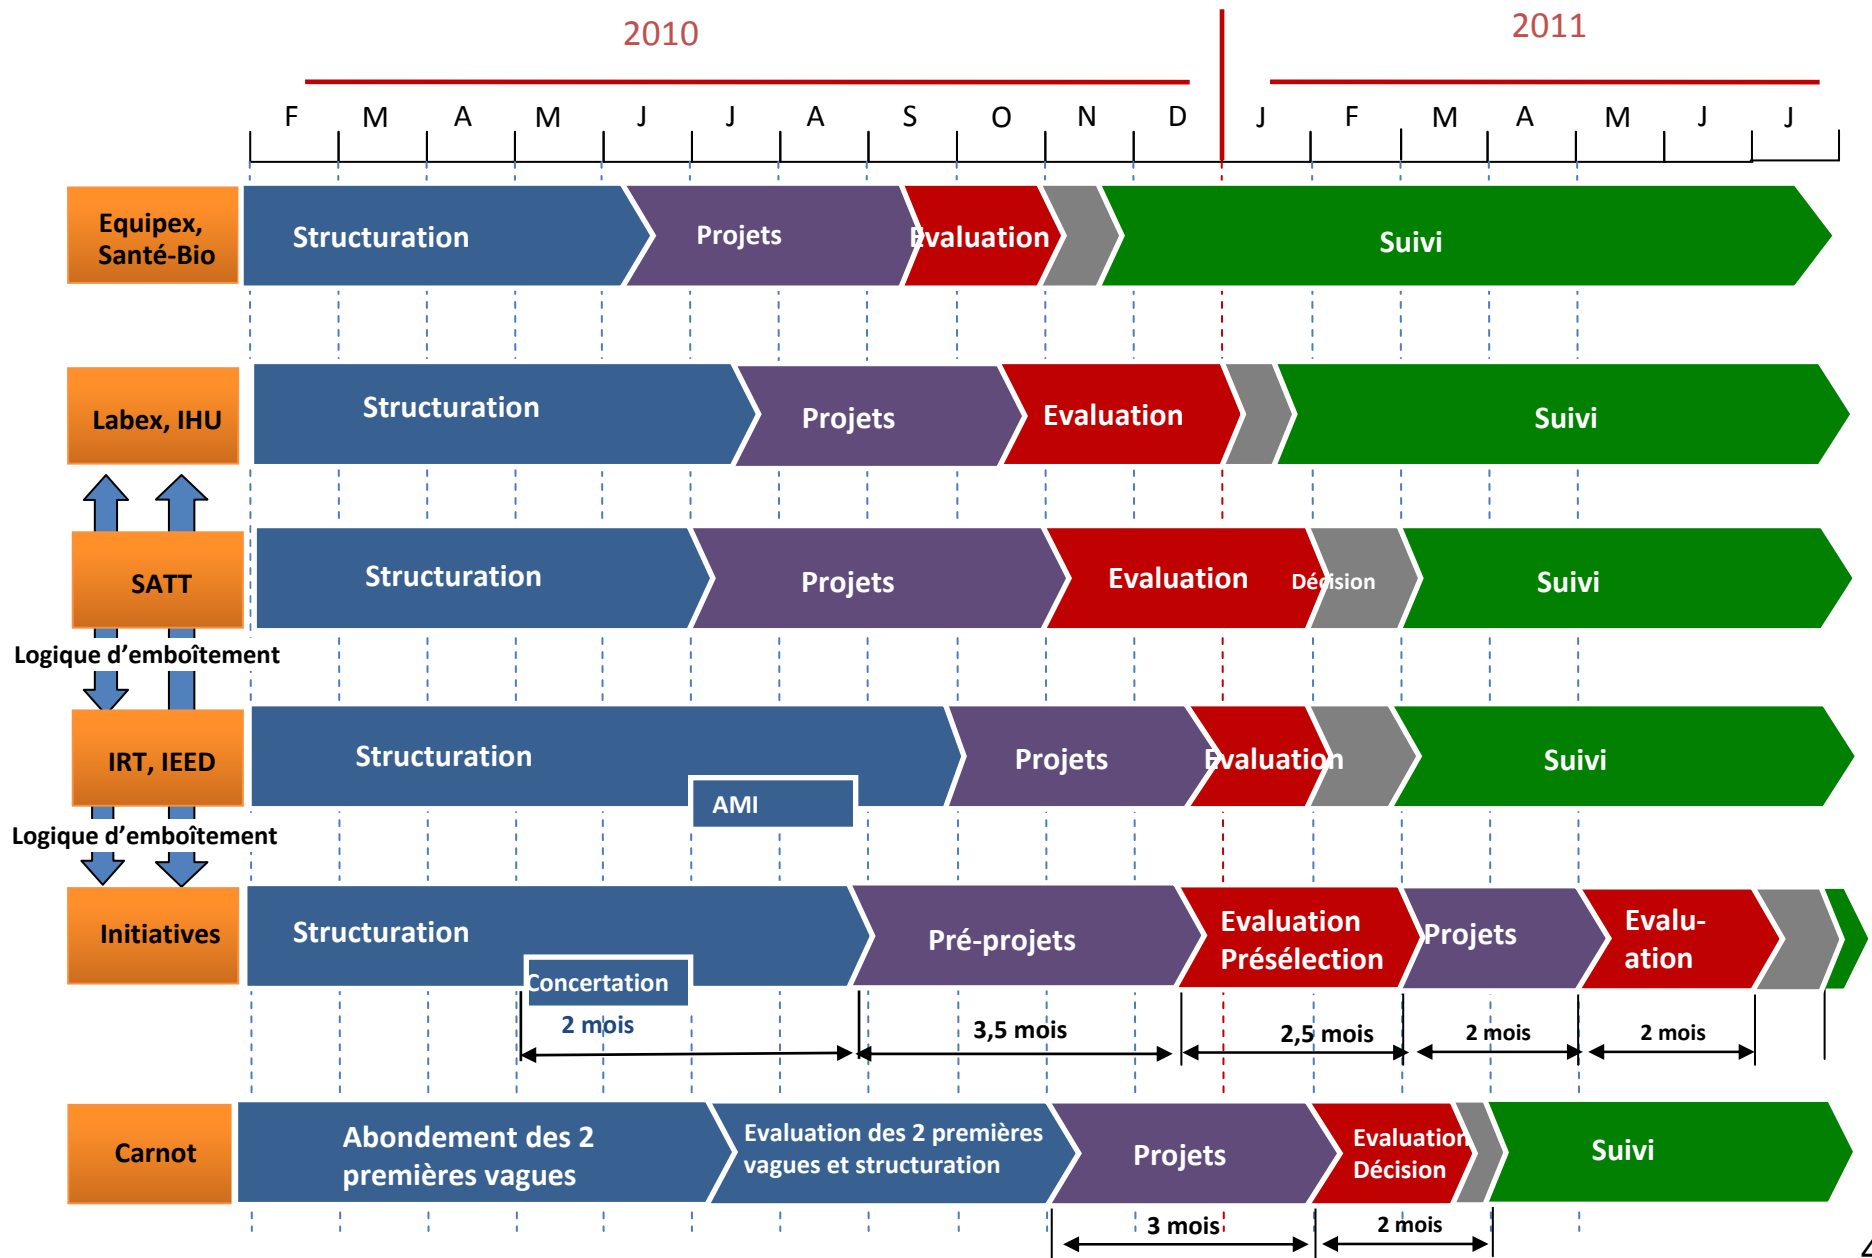 2010
2011
F M A M J J A S O N D J F M A M J J
Equipex,
Santé-Bio
Structuration
Projets
Evaluation
Suivi
Labex, IHU
Structuration
Projets
Evaluation
Suivi
SATT
Structuration
Projets
Evaluation
Décision
Suivi
Logique d’emboîtement
IRT, IEED
Structuration
AMI
Projets
Evaluation
Suivi
Logique d’emboîtement
Initiatives
Structuration
Concertation
Pré-projets
Evaluation
Présélection
Projets
Evalu-
ation
2 mois
3,5 mois
2,5 mois
2 mois
2 mois
Carnot
Abondement des 2
premières vagues
Evaluation des 2 premières
vagues et structuration
Projets
Evaluation
Décision
Suivi
3 mois
2 mois